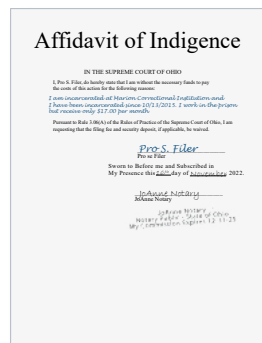 Affidavit of Indigence
IN THE SUPREME COURT OF OHIO
I, Pro S. Filer, do hereby state that I am without the necessary funds to pay
the costs of this action for the following reasons:
I am incarcerated at Marion Correctional Institution and
I have been incarcerated since 10/13/2015. I work in the prison
but receive only $17.00 per month
Pursuant to Rule 3.06(A) of the Rules of Practice of the Supreme Court of Ohio, I am
requesting that the filing fee and security deposit, if applicable, be waived.
Pro S. Filer
Pro se Filer
Sworn to Before me and Subscribed in
My Presence this day of November 2022.
JoAnne Notary
JoAnne Notary
JoAnne Notary
Notary Public - State of Ohio
My Commission Expires 12-11-25